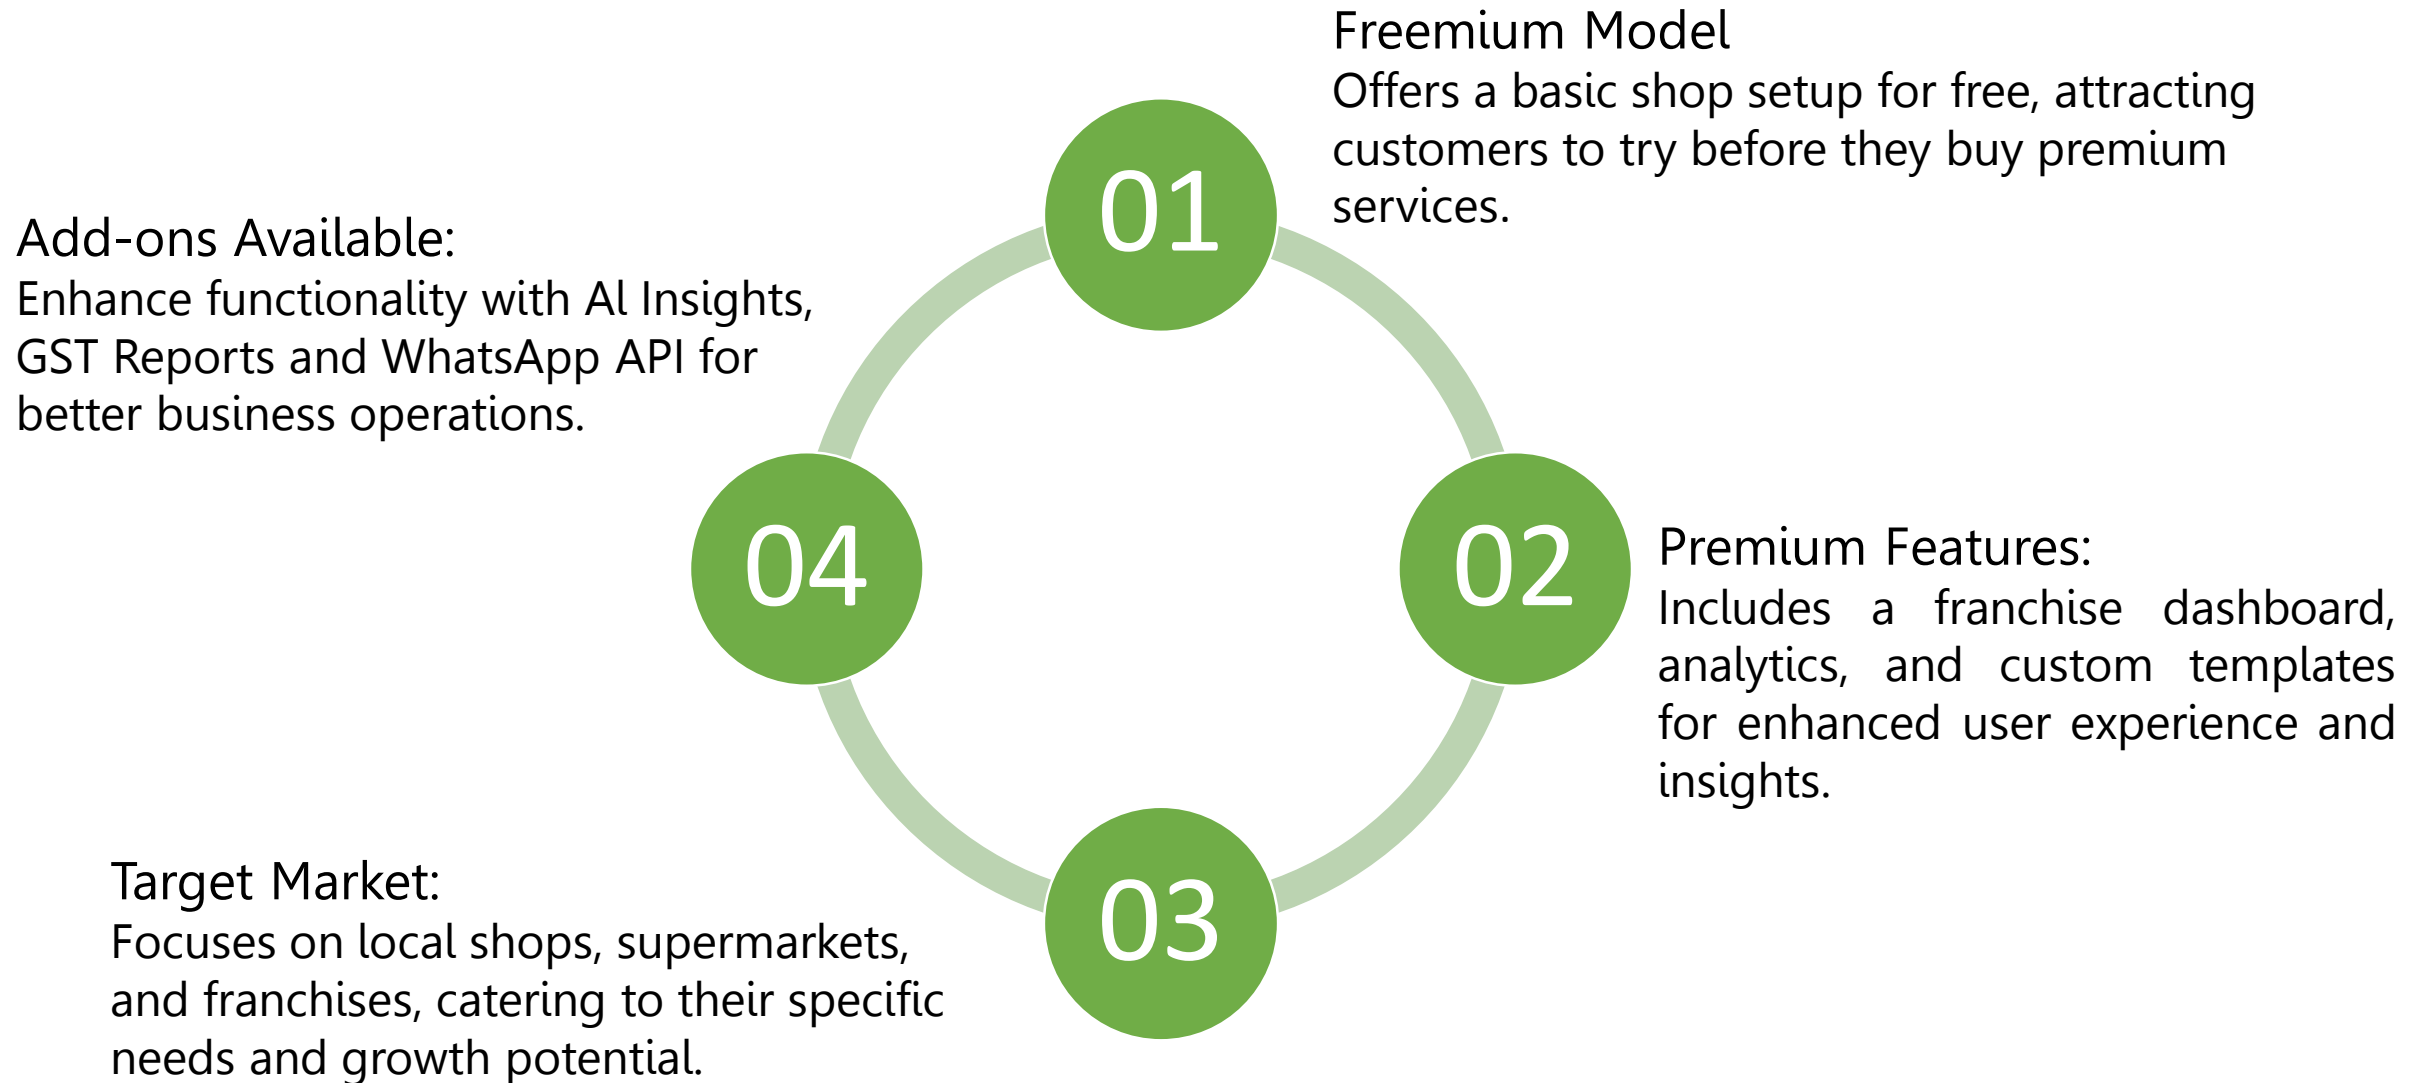 01
Freemium Model
Offers a basic shop setup for free, attracting
customers to try before they buy premium
services.
02
Premium Features:
Includes a franchise dashboard,
analytics, and custom templates
for enhanced user experience and
insights.
03
Target Market:
Focuses on local shops, supermarkets,
and franchises, catering to their specific
needs and growth potential.
04
Add-ons Available:
Enhance functionality with Al Insights,
GST Reports and WhatsApp API for
better business operations.